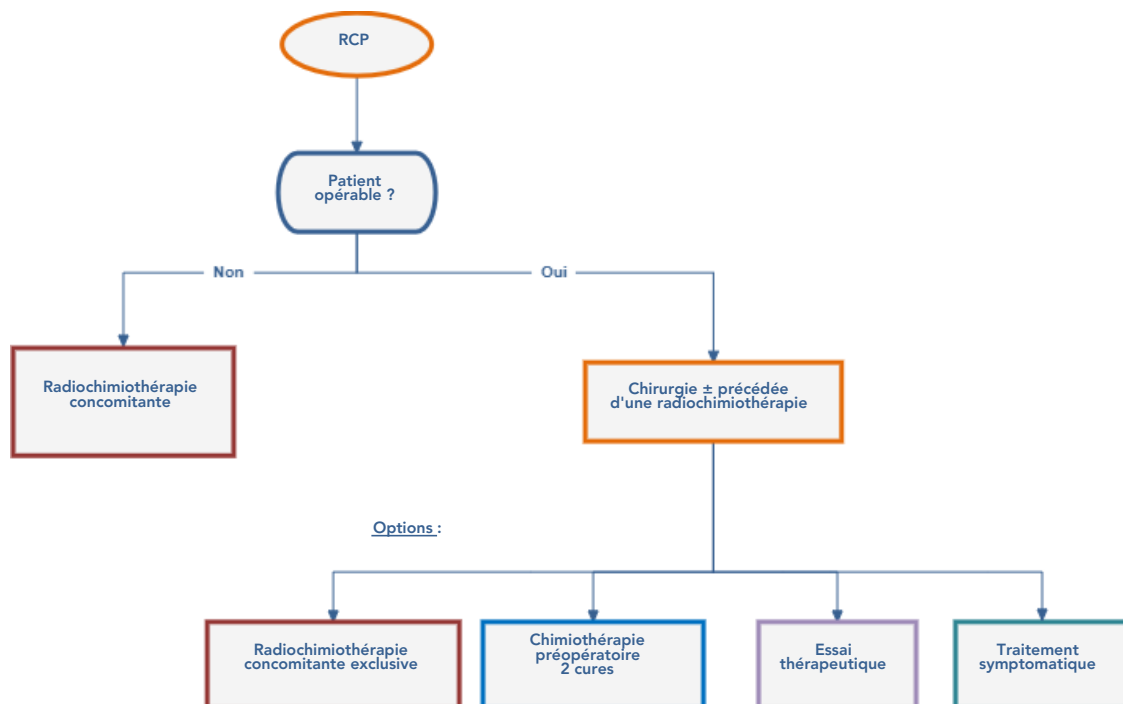 RCP
Patient
opérable ?
Non
Oui
Radiochimiothérapie
concomitante
Chirurgie ± précédée
d'une radiochimiothérapie
Options :
Radiochimiothérapie
concomitante exclusive
Chimiothérapie
préopératoire
2 cures
Essai
thérapeutique
Traitement
symptomatique